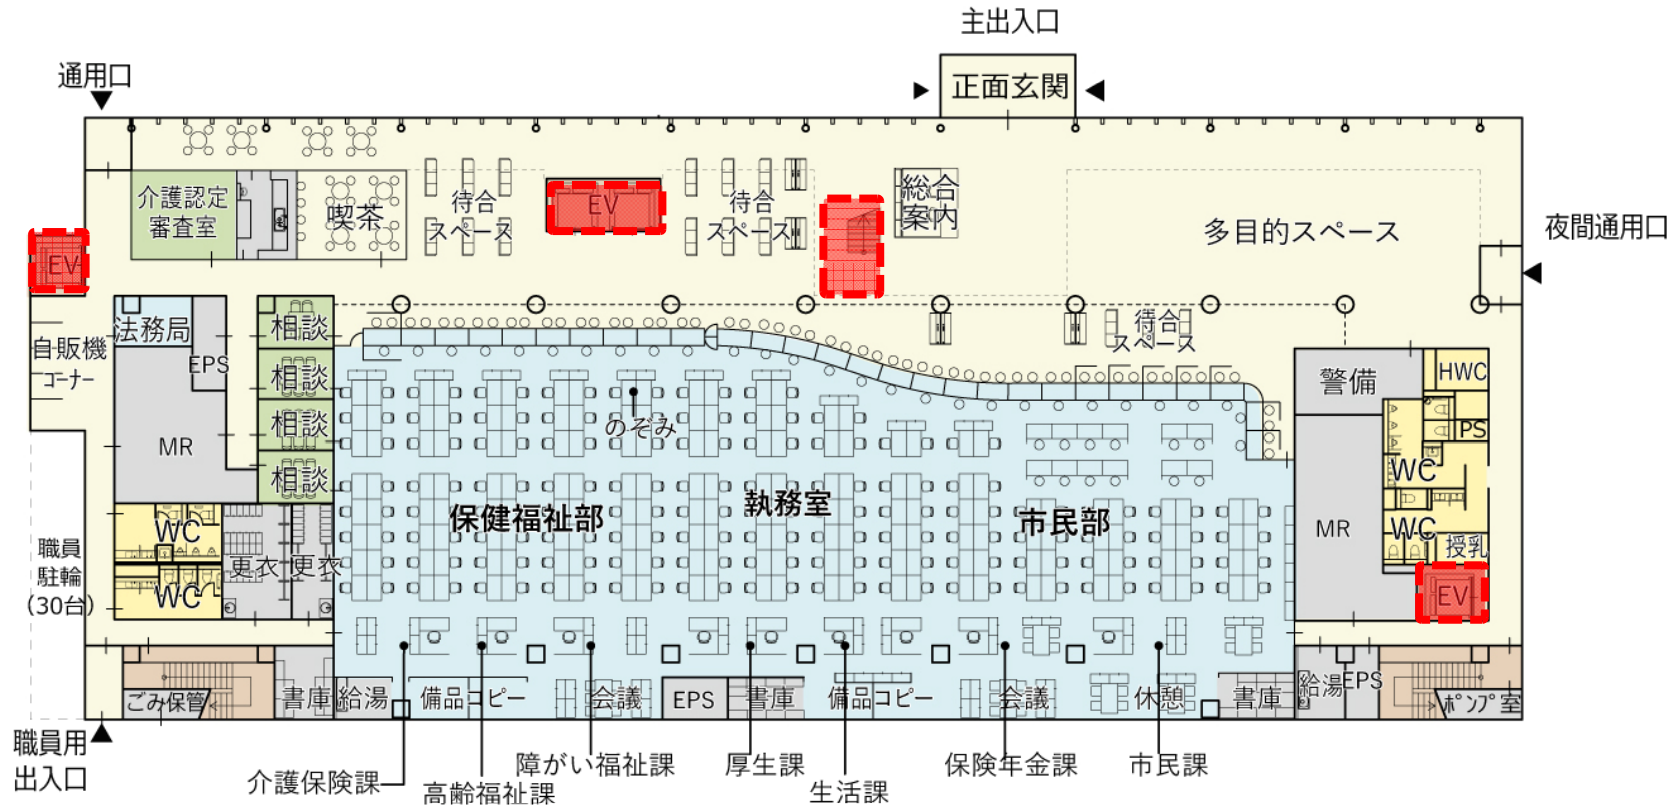 主出入口
通用口
正面玄関
介護認定
審査室
喫茶
待合
スペース
EV
待合
スペース
総合
案内
多目的スペース
夜間通用口
EV
法務局
自販機
コーナー
EPS
相談
相談
相談
相談
MR
のぞみ
待合
スペース
警備
HWC
PS
WC
WC
授乳
MR
EV
保健福祉部
執務室
市民部
WC
WC
更衣
更衣
職員
駐輪
(30台)
ごみ保管
書庫
給湯
備品コピー
会議
EPS
書庫
備品コピー
会議
休憩
書庫
給湯
EPS
ポンプ室
職員用
出入口
介護保険課
高齢福祉課
障がい福祉課
厚生課
生活課
保険年金課
市民課